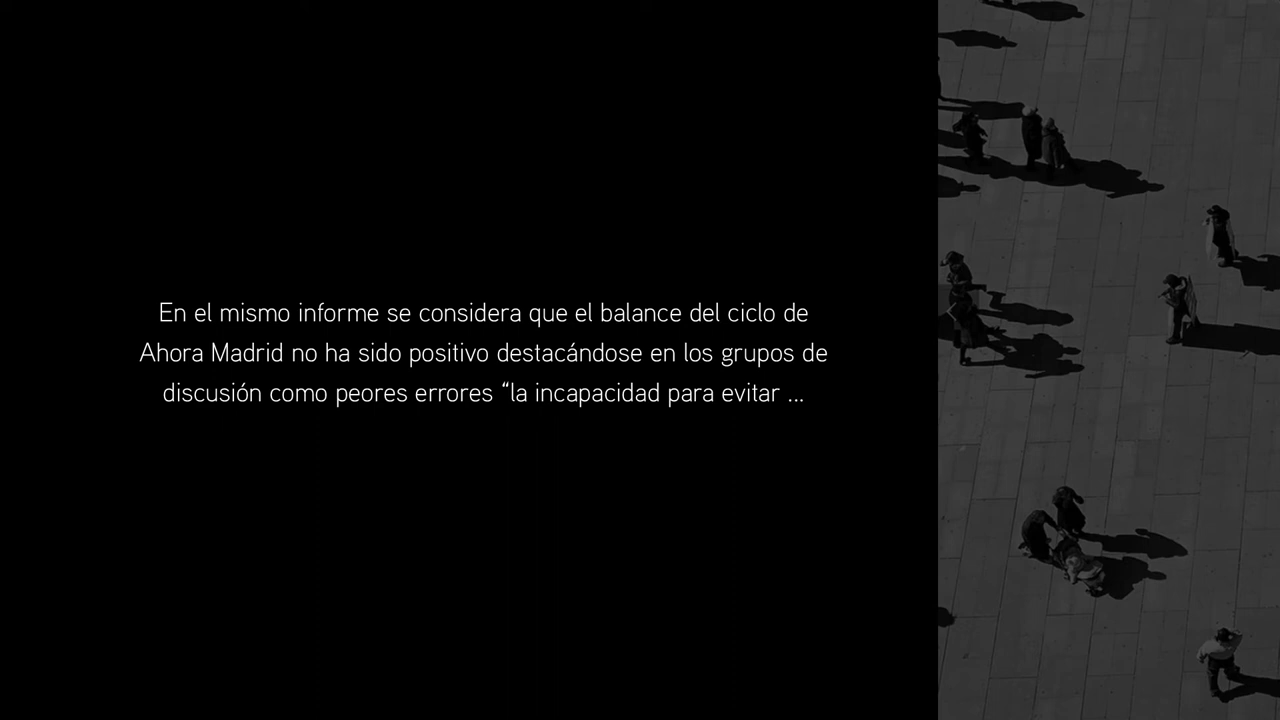 En el mismo informe se considera que el balance del ciclo de
Ahora Madrid no ha sido positivo destacándose en los grupos de
discusión como peores errores “la incapacidad para evitar ...